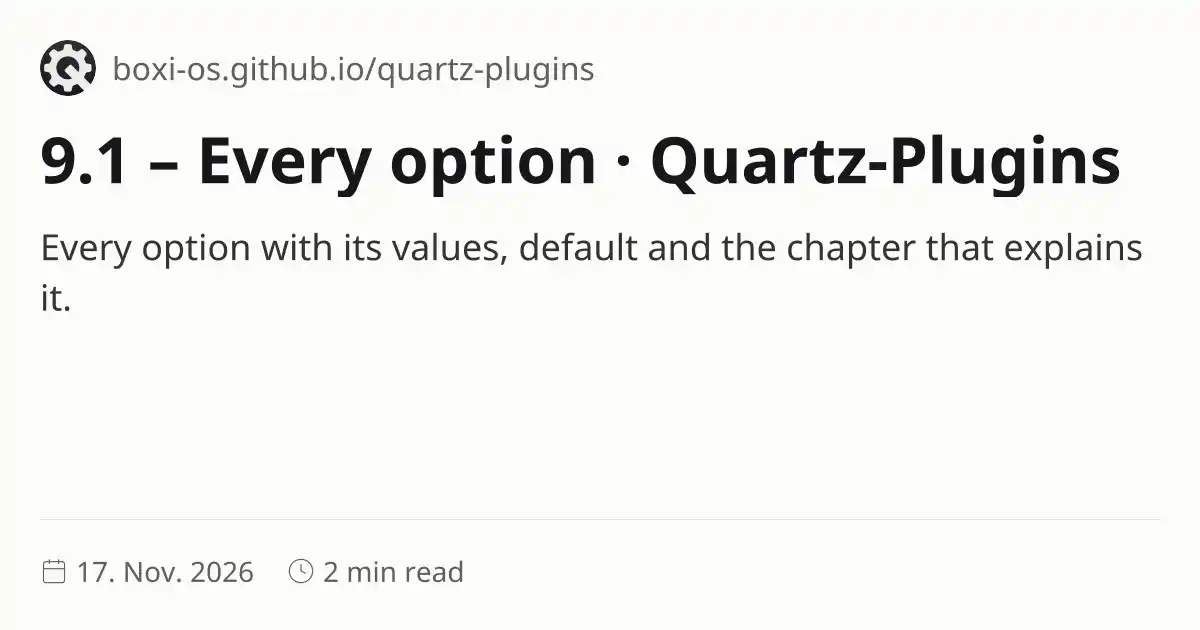 boxi-os.github.io/quartz-plugins
9.1 – Every option · Quartz-Plugins
Every option with its values, default and the chapter that explains
it.
17. Nov. 2026
2 min read